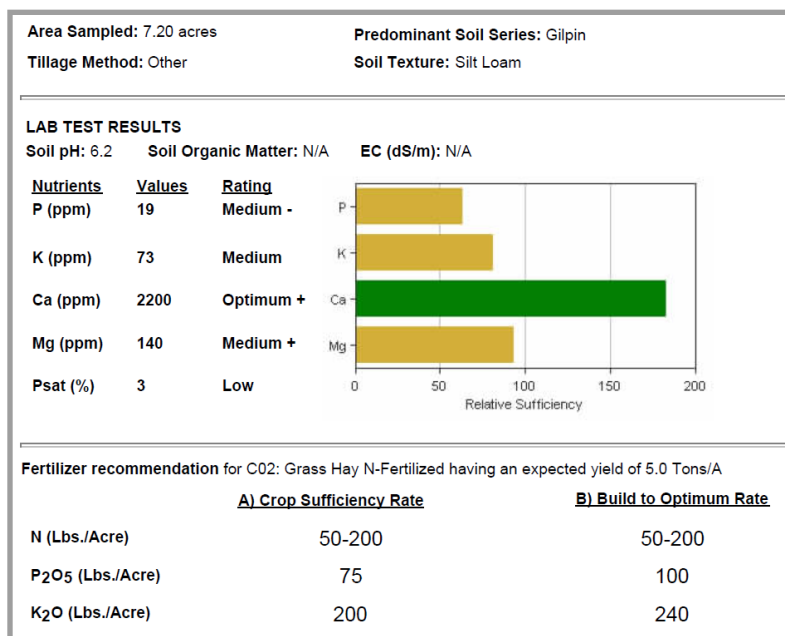 Area Sampled: 7.20 acres Predominant Soil Series: Gilpin
Tillage Method: Other Soil Texture: Silt Loam
LAB TEST RESULTS
Soil pH: 6.2 Soil Organic Matter: N/A EC (dS/m): N/A
Nutrients Values Rating
P (ppm) 19 Medium -
K (ppm) 73 Medium
Ca (ppm) 2200 Optimum +
Mg (ppm) 140 Medium +
Psat (%) 3 Low
P
K
Ca
Mg
0 50 100 150 200
Relative Sufficiency
Fertilizer recommendation for C02: Grass Hay N-Fertilized having an expected yield of 5.0 Tons/A
A) Crop Sufficiency Rate B) Build to Optimum Rate
N (Lbs./Acre) 50-200 50-200
P2O5 (Lbs./Acre) 75 100
K2O (Lbs./Acre) 200 240